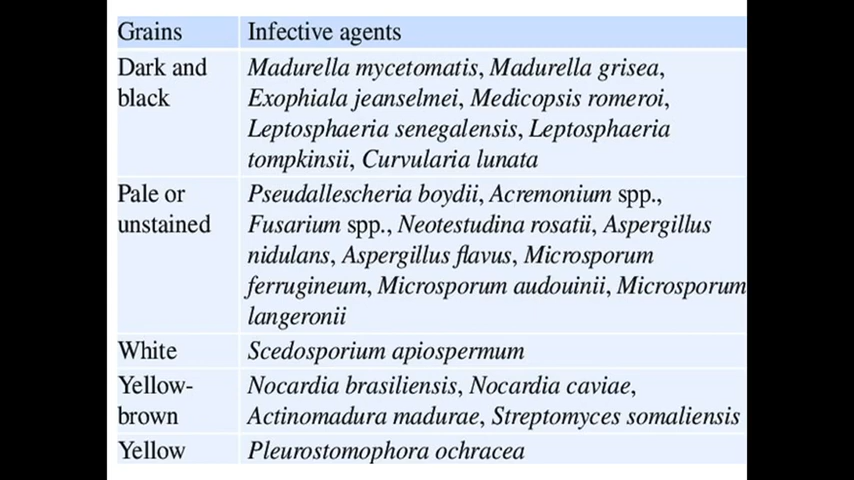 Grains Infective agents
Dark and Madurella mycetomatis, Madurella grisea,
black Exophiala jeanselmei, Medicopsis romeroi,
Leptosphaeria senegalensis, Leptosphaeria
tompkinsii, Curvularia lunata
Pale or Pseudallescheria boydii, Acremonium spp.,
unstained Fusarium spp., Neotestudina rosatii, Aspergillus
nidulans, Aspergillus flavus, Microsporum
ferrugineum, Microsporum audouinii, Microsporum
langeronii
White Scedosporium apiospermum
Yellow- Nocardia brasiliensis, Nocardia caviae,
brown Actinomadura madurae, Streptomyces somaliensis
Yellow Pleurostomophora ochracea